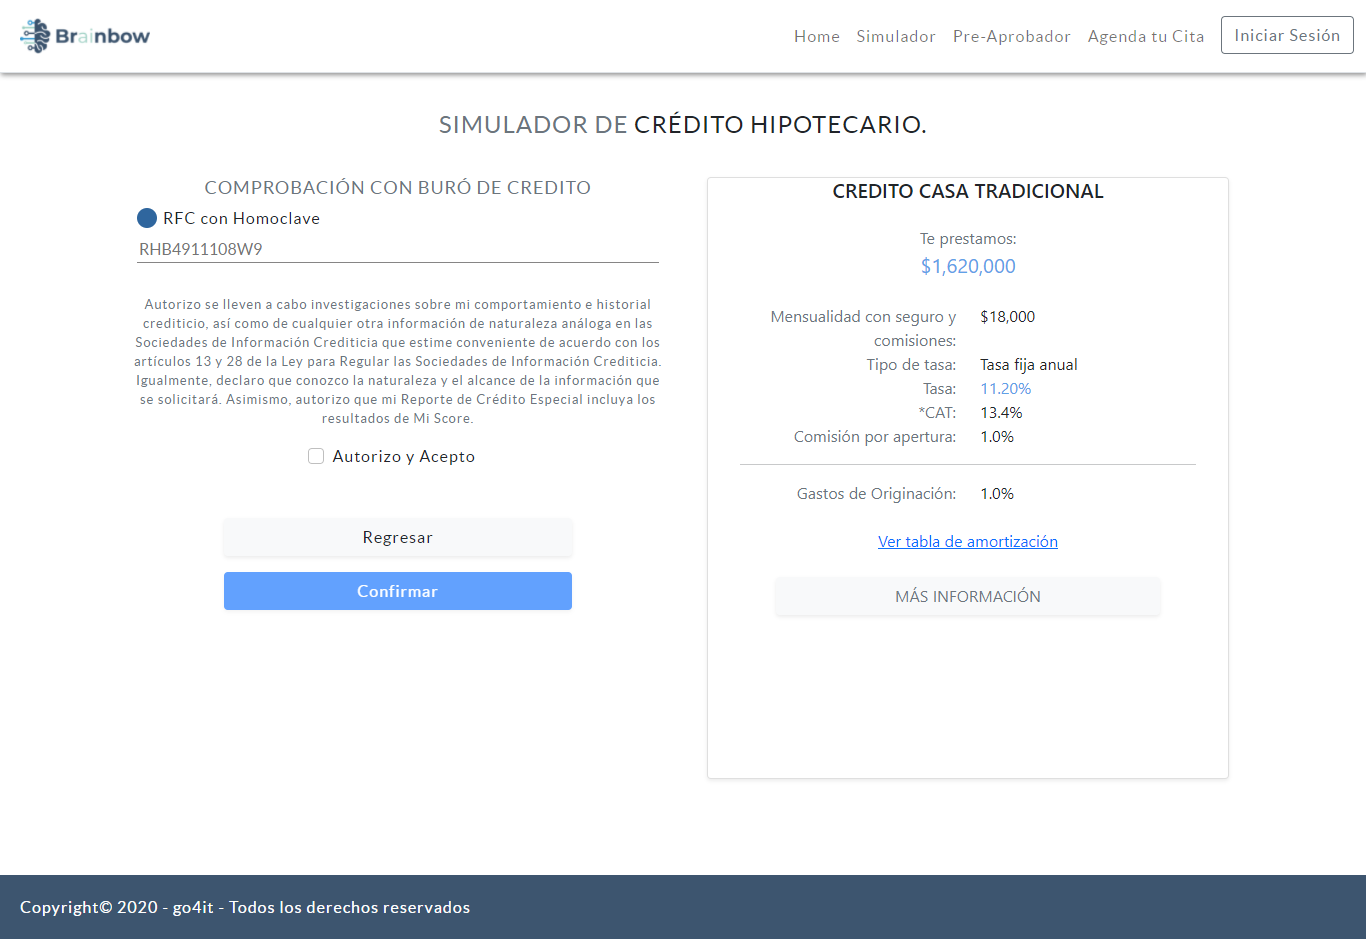 Brainbow
Home Simulador Pre-Aprobador Agenda tu Cita Iniciar Sesión
SIMULADOR DE CRÉDITO HIPOTECARIO.
COMPROBACIÓN CON BURÓ DE CREDITO
RFC con Homoclave
RHB4911108W9
Autorizo se lleven a cabo investigaciones sobre mi comportamiento e historial
crediticio, así como de cualquier otra información de naturaleza análoga en las
Sociedades de Información Crediticia que estime conveniente de acuerdo con los
artículos 13 y 28 de la Ley para Regular las Sociedades de Información Crediticia.
Igualmente, declaro que conozco la naturaleza y el alcance de la información que
se solicitará. Asimismo, autorizo que mi Reporte de Crédito Especial incluya los
resultados de Mi Score.
Autorizo y Acepto
Regresar
Confirmar
CREDITO CASA TRADICIONAL
Te prestamos:
$1,620,000
Mensualidad con seguro y $18,000
comisiones:
Tipo de tasa: Tasa fija anual
Tasa: 11.20%
*CAT: 13.4%
Comisión por apertura: 1.0%
Gastos de Originación: 1.0%
Ver tabla de amortización
MÁS INFORMACIÓN
Copyright© 2020 - go4it - Todos los derechos reservados